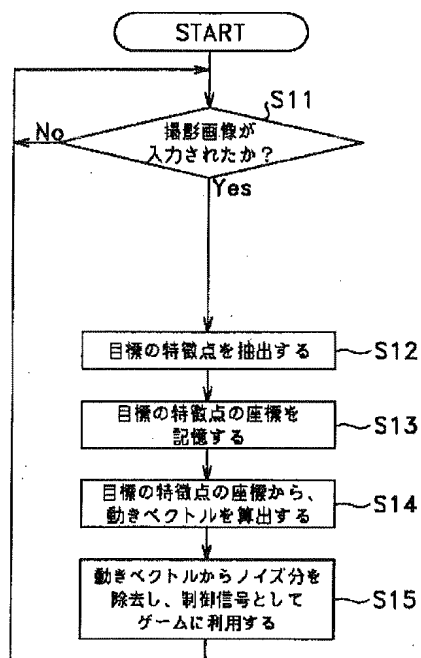 START
S11
No
撮影画像が
入力されたか?
Yes
目標の特徴点を抽出する
S12
目標の特徴点の座標を
記憶する
S13
目標の特徴点の座標から、
動きベクトルを算出する
S14
動きベクトルからノイズ分を
除去し、制御信号として
ゲームに利用する
S15